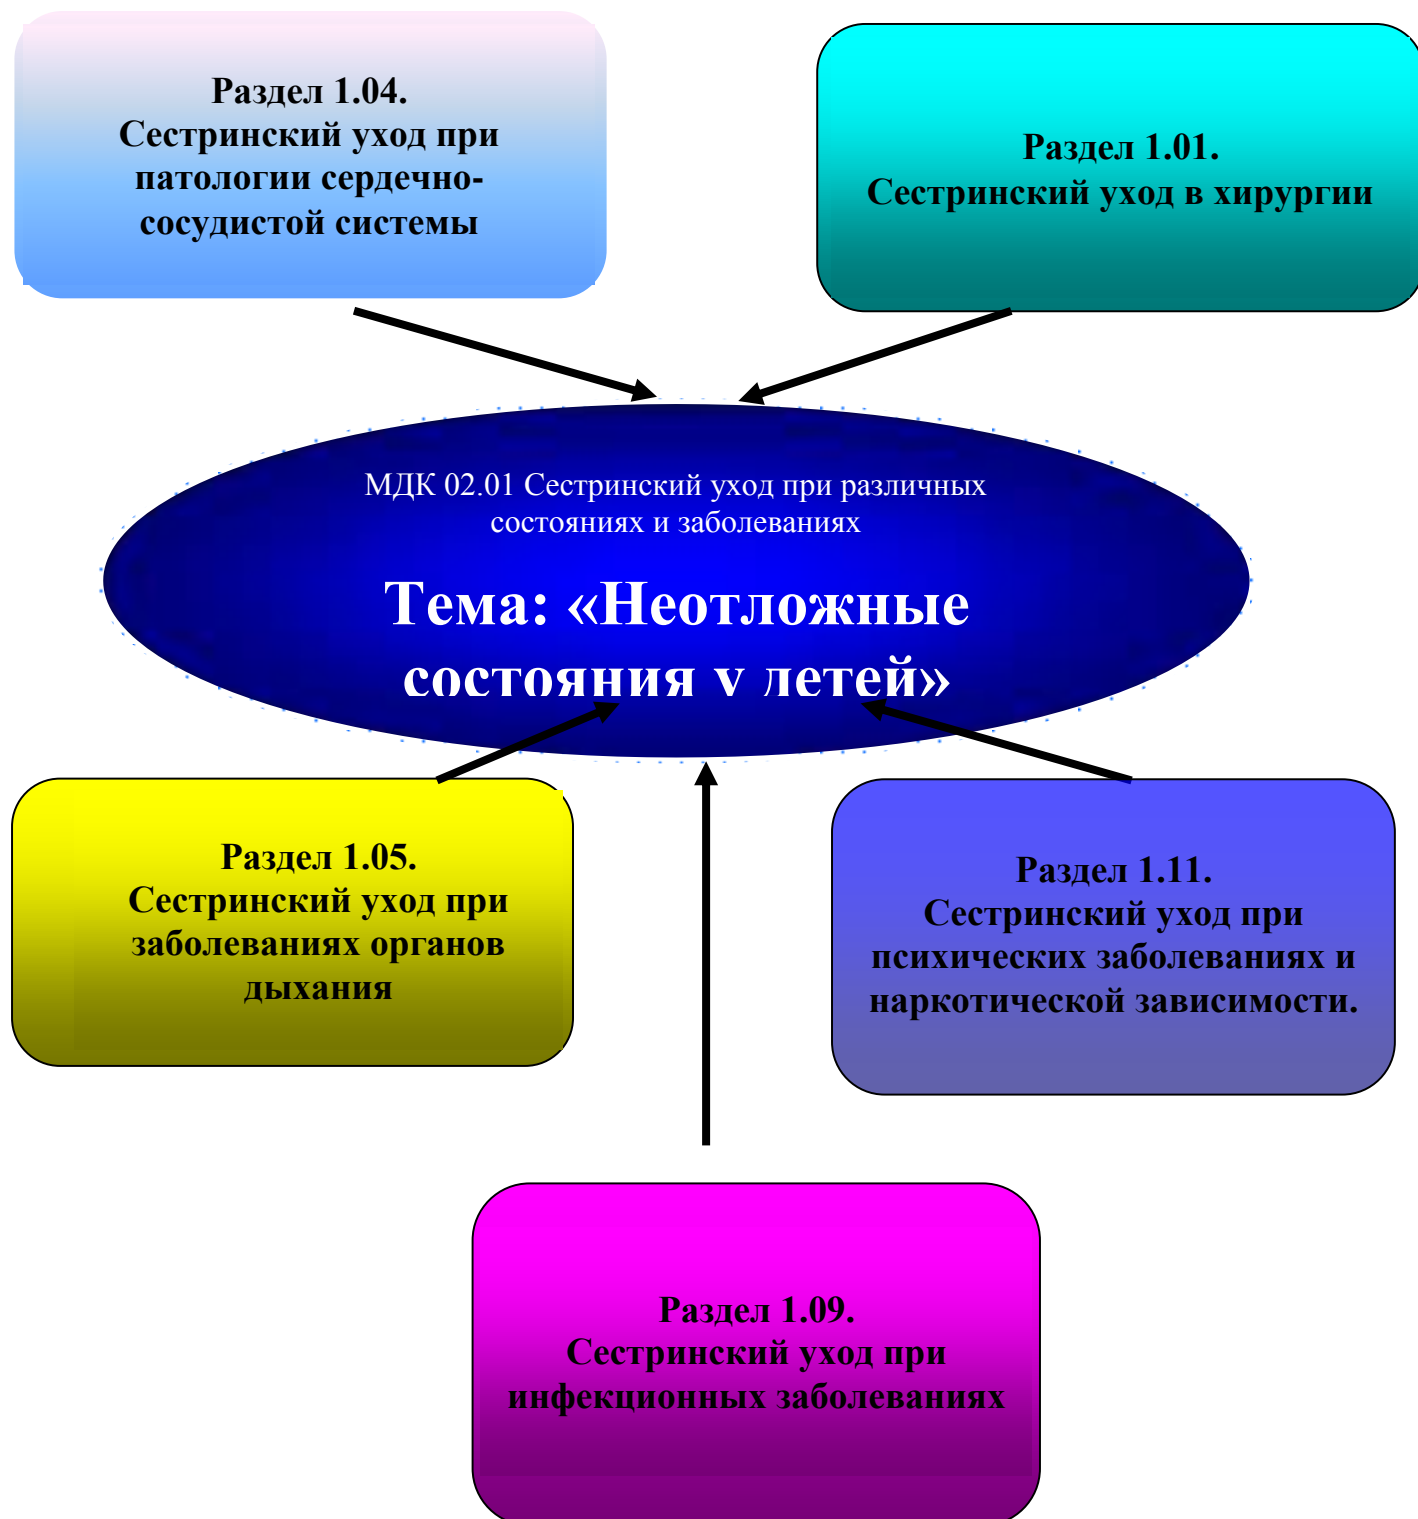 Раздел 1.04.
Сестринский уход при
патологии сердечно-
сосудистой системы
Раздел 1.01.
Сестринский уход в хирургии
МДК 02.01 Сестринский уход при различных
состояниях и заболеваниях
Тема: «Неотложные
состояния у детей»
Раздел 1.05.
Сестринский уход при
заболеваниях органов
дыхания
Раздел 1.11.
Сестринский уход при
психических заболеваниях и
наркотической зависимости.
Раздел 1.09.
Сестринский уход при
инфекционных заболеваниях